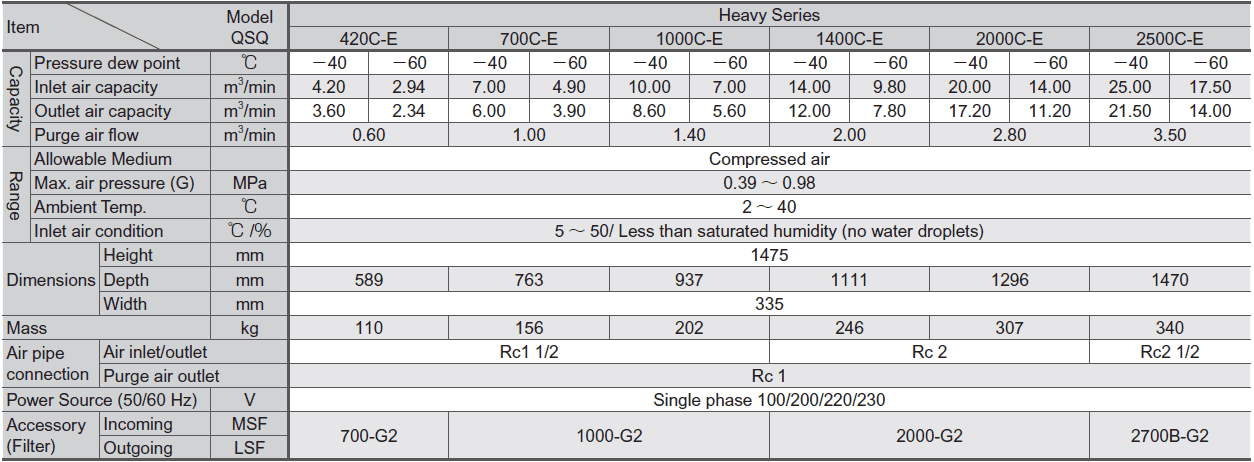 Item Model QSQ Heavy Series
420C-E 700C-E 1000C-E 1400C-E 2000C-E 2500C-E
Capacity
Pressure dew point ℃ －40 －60 －40 －60 －40 －60 －40 －60 －40 －60 －40 －60
Inlet air capacity m³/min 4.20 2.94 7.00 4.90 10.00 7.00 14.00 9.80 20.00 14.00 25.00 17.50
Outlet air capacity m³/min 3.60 2.34 6.00 3.90 8.60 5.60 12.00 7.80 17.20 11.20 21.50 14.00
Purge air flow m³/min 0.60 1.00 1.40 2.00 2.80 3.50
Range
Allowable Medium Compressed air
Max. air pressure (G) MPa 0.39 ～ 0.98
Ambient Temp. ℃ 2 ～ 40
Inlet air condition ℃ /% 5 ～ 50/ Less than saturated humidity (no water droplets)
Dimensions
Height mm 1475
Depth mm 589 763 937 1111 1296 1470
Width mm 335
Mass kg 110 156 202 246 307 340
Air pipe connection
Air inlet/outlet Rc1 1/2 Rc 2 Rc2 1/2
Purge air outlet Rc 1
Power Source (50/60 Hz) V Single phase 100/200/220/230
Accessory (Filter)
Incoming MSF 700-G2 1000-G2 2000-G2 2700B-G2
Outgoing LSF